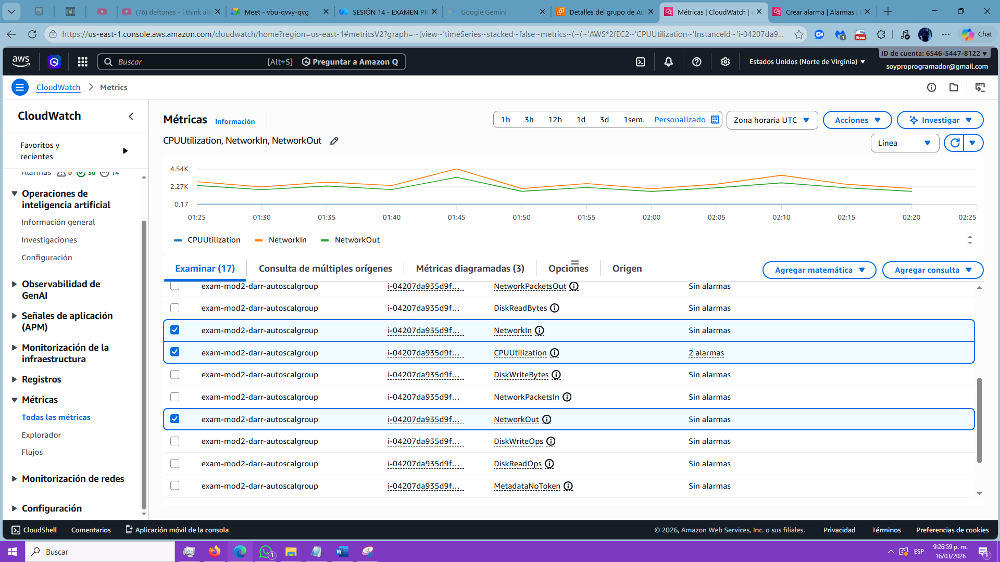 (76) deftones - i think ab
Meet - vbu-qvvy-qvg
SESIÓN 14 - EXAMEN PR
Google Gemini
Detalles del grupo de Au
Métricas | CloudWatch | u
Crear alarma | Alarmas | C
https://us-east-1.console.aws.amazon.com/cloudwatch/home?region=us-east-1#metricsV2?graph=~(view~'timeSeries~stacked~false~metrics~(~(~'AWS*2fEC2~'CPUUtilization~'InstanceId~'i-04207da9...
1
New
Chat
aws
Buscar
[Alt+S]
Preguntar a Amazon Q
Estados Unidos (Norte de Virginia)
ID de cuenta: 6546-5447-8122
soyproprogramador@gmail.com
CloudWatch
Metrics
CloudWatch
Favoritos y
recientes
Alarmas 0 30 14
Operaciones de
inteligencia artificial
Información general
Investigaciones
Configuración
Observabilidad de
GenAI
Señales de aplicación
(APM)
Monitorización de la
infraestructura
Registros
Métricas
Todas las métricas
Explorador
Flujos
Monitorización de redes
Configuración
Métricas
Información
1h 3h 12h 1d 3d 1sem. Personalizado
Zona horaria UTC
Acciones
Investigar
CPUUtilization, NetworkIn, NetworkOut
Línea
4.54K
2.27K
0.17
01:25 01:30 01:35 01:40 01:45 01:50 01:55 02:00 02:05 02:10 02:15 02:20 02:25
CPUUtilization NetworkIn NetworkOut
Examinar (17)
Consulta de múltiples orígenes
Métricas diagramadas (3)
Opciones
Origen
Agregar matemática
Agregar consulta
exam-mod2-darr-autoscalgroup i-04207da935d9f... NetworkPacketsOut Sin alarmas
exam-mod2-darr-autoscalgroup i-04207da935d9f... DiskReadBytes Sin alarmas
exam-mod2-darr-autoscalgroup i-04207da935d9f... NetworkIn Sin alarmas
exam-mod2-darr-autoscalgroup i-04207da935d9f... CPUUtilization 2 alarmas
exam-mod2-darr-autoscalgroup i-04207da935d9f... DiskWriteBytes Sin alarmas
exam-mod2-darr-autoscalgroup i-04207da935d9f... NetworkPacketsIn Sin alarmas
exam-mod2-darr-autoscalgroup i-04207da935d9f... NetworkOut Sin alarmas
exam-mod2-darr-autoscalgroup i-04207da935d9f... DiskWriteOps Sin alarmas
exam-mod2-darr-autoscalgroup i-04207da935d9f... DiskReadOps Sin alarmas
exam-mod2-darr-autoscalgroup i-04207da935d9f... MetadataNoToken Sin alarmas
CloudShell
Comentarios
Aplicación móvil de la consola
© 2026, Amazon Web Services, Inc. o sus filiales.
Privacidad
Términos
Preferencias de cookies
Buscar
1
ESP
9:26:59 p. m.
16/03/2026
1